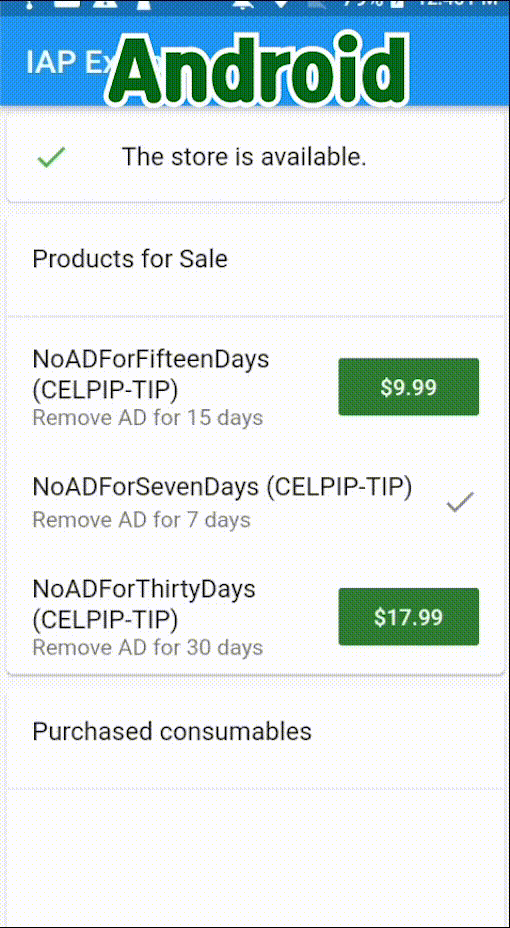 IAP Ex
Android
The store is available.
Products for Sale
NoADForFifteenDays
(CELPIP-TIP)
Remove AD for 15 days
$9.99
NoADForSevenDays (CELPIP-TIP)
Remove AD for 7 days
NoADForThirtyDays
(CELPIP-TIP)
Remove AD for 30 days
$17.99
Purchased consumables